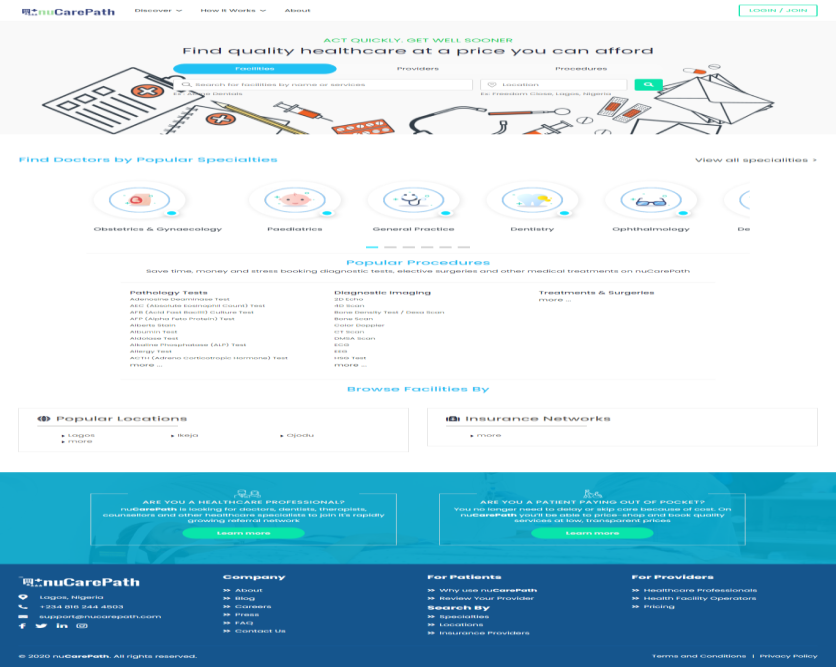 nuCarePath
Discover
How It Works
About
LOGIN / JOIN
ACT QUICKLY. GET WELL SOONER
Find quality healthcare at a price you can afford
Facilities
Providers
Procedures
Search for facilities by name or services
Location
Dentals
Ex: Freedom Close, Lagos, Nigeria
Find Doctors by Popular Specialties
View all specialities
Obstetrics & Gynaecology
Paediatrics
General Practice
Dentistry
Ophthalmology
De
Popular Procedures
Save time, money and stress booking diagnostic tests, elective surgeries and other medical treatments on nuCarePath
Pathology Tests
Adenosine Deaminase Test
AEC (Absolute Eosinophil Count) Test
AFB (Acid Fast Bacilli) Culture Test
AFP (Alpha Feto Protein) Test
Alberts Stain
Albumin Test
Aldolase Test
Alkaline Phosphatase (ALP) Test
Allergy Test
ACTH (Adreno Corticotropic Hormone) Test
more ...
Diagnostic Imaging
2D Echo
4D Scan
Bone Density Test / Dexa Scan
Bone Scan
Color Doppler
CT Scan
DMSA Scan
ECG
EEG
HSG Test
more ...
Treatments & Surgeries
more ...
Browse Facilities By
Popular Locations
Lagos
Ikeja
Ojodu
more
Insurance Networks
more
ARE YOU A HEALTHCARE PROFESSIONAL?
nuCarePath is looking for doctors, dentists, therapists,
counsellors and other healthcare specialists to join it's rapidly
growing referral network
Learn more
ARE YOU A PATIENT PAYING OUT OF POCKET?
You no longer need to delay or skip care because of cost. On
nuCarePath you'll be able to price-shop and book quality
services at low, transparent prices
Learn more
nuCarePath
Lagos, Nigeria
+234 816 244 4503
support@nucarepath.com
Company
About
Blog
Careers
Press
FAQ
Contact Us
For Patients
Why use nuCarePath
Review Your Provider
Search By
Specialties
Locations
Insurance Providers
For Providers
Healthcare Professionals
Health Facility Operators
Pricing
© 2020 nuCarePath. All rights reserved.
Terms and Conditions | Privacy Policy